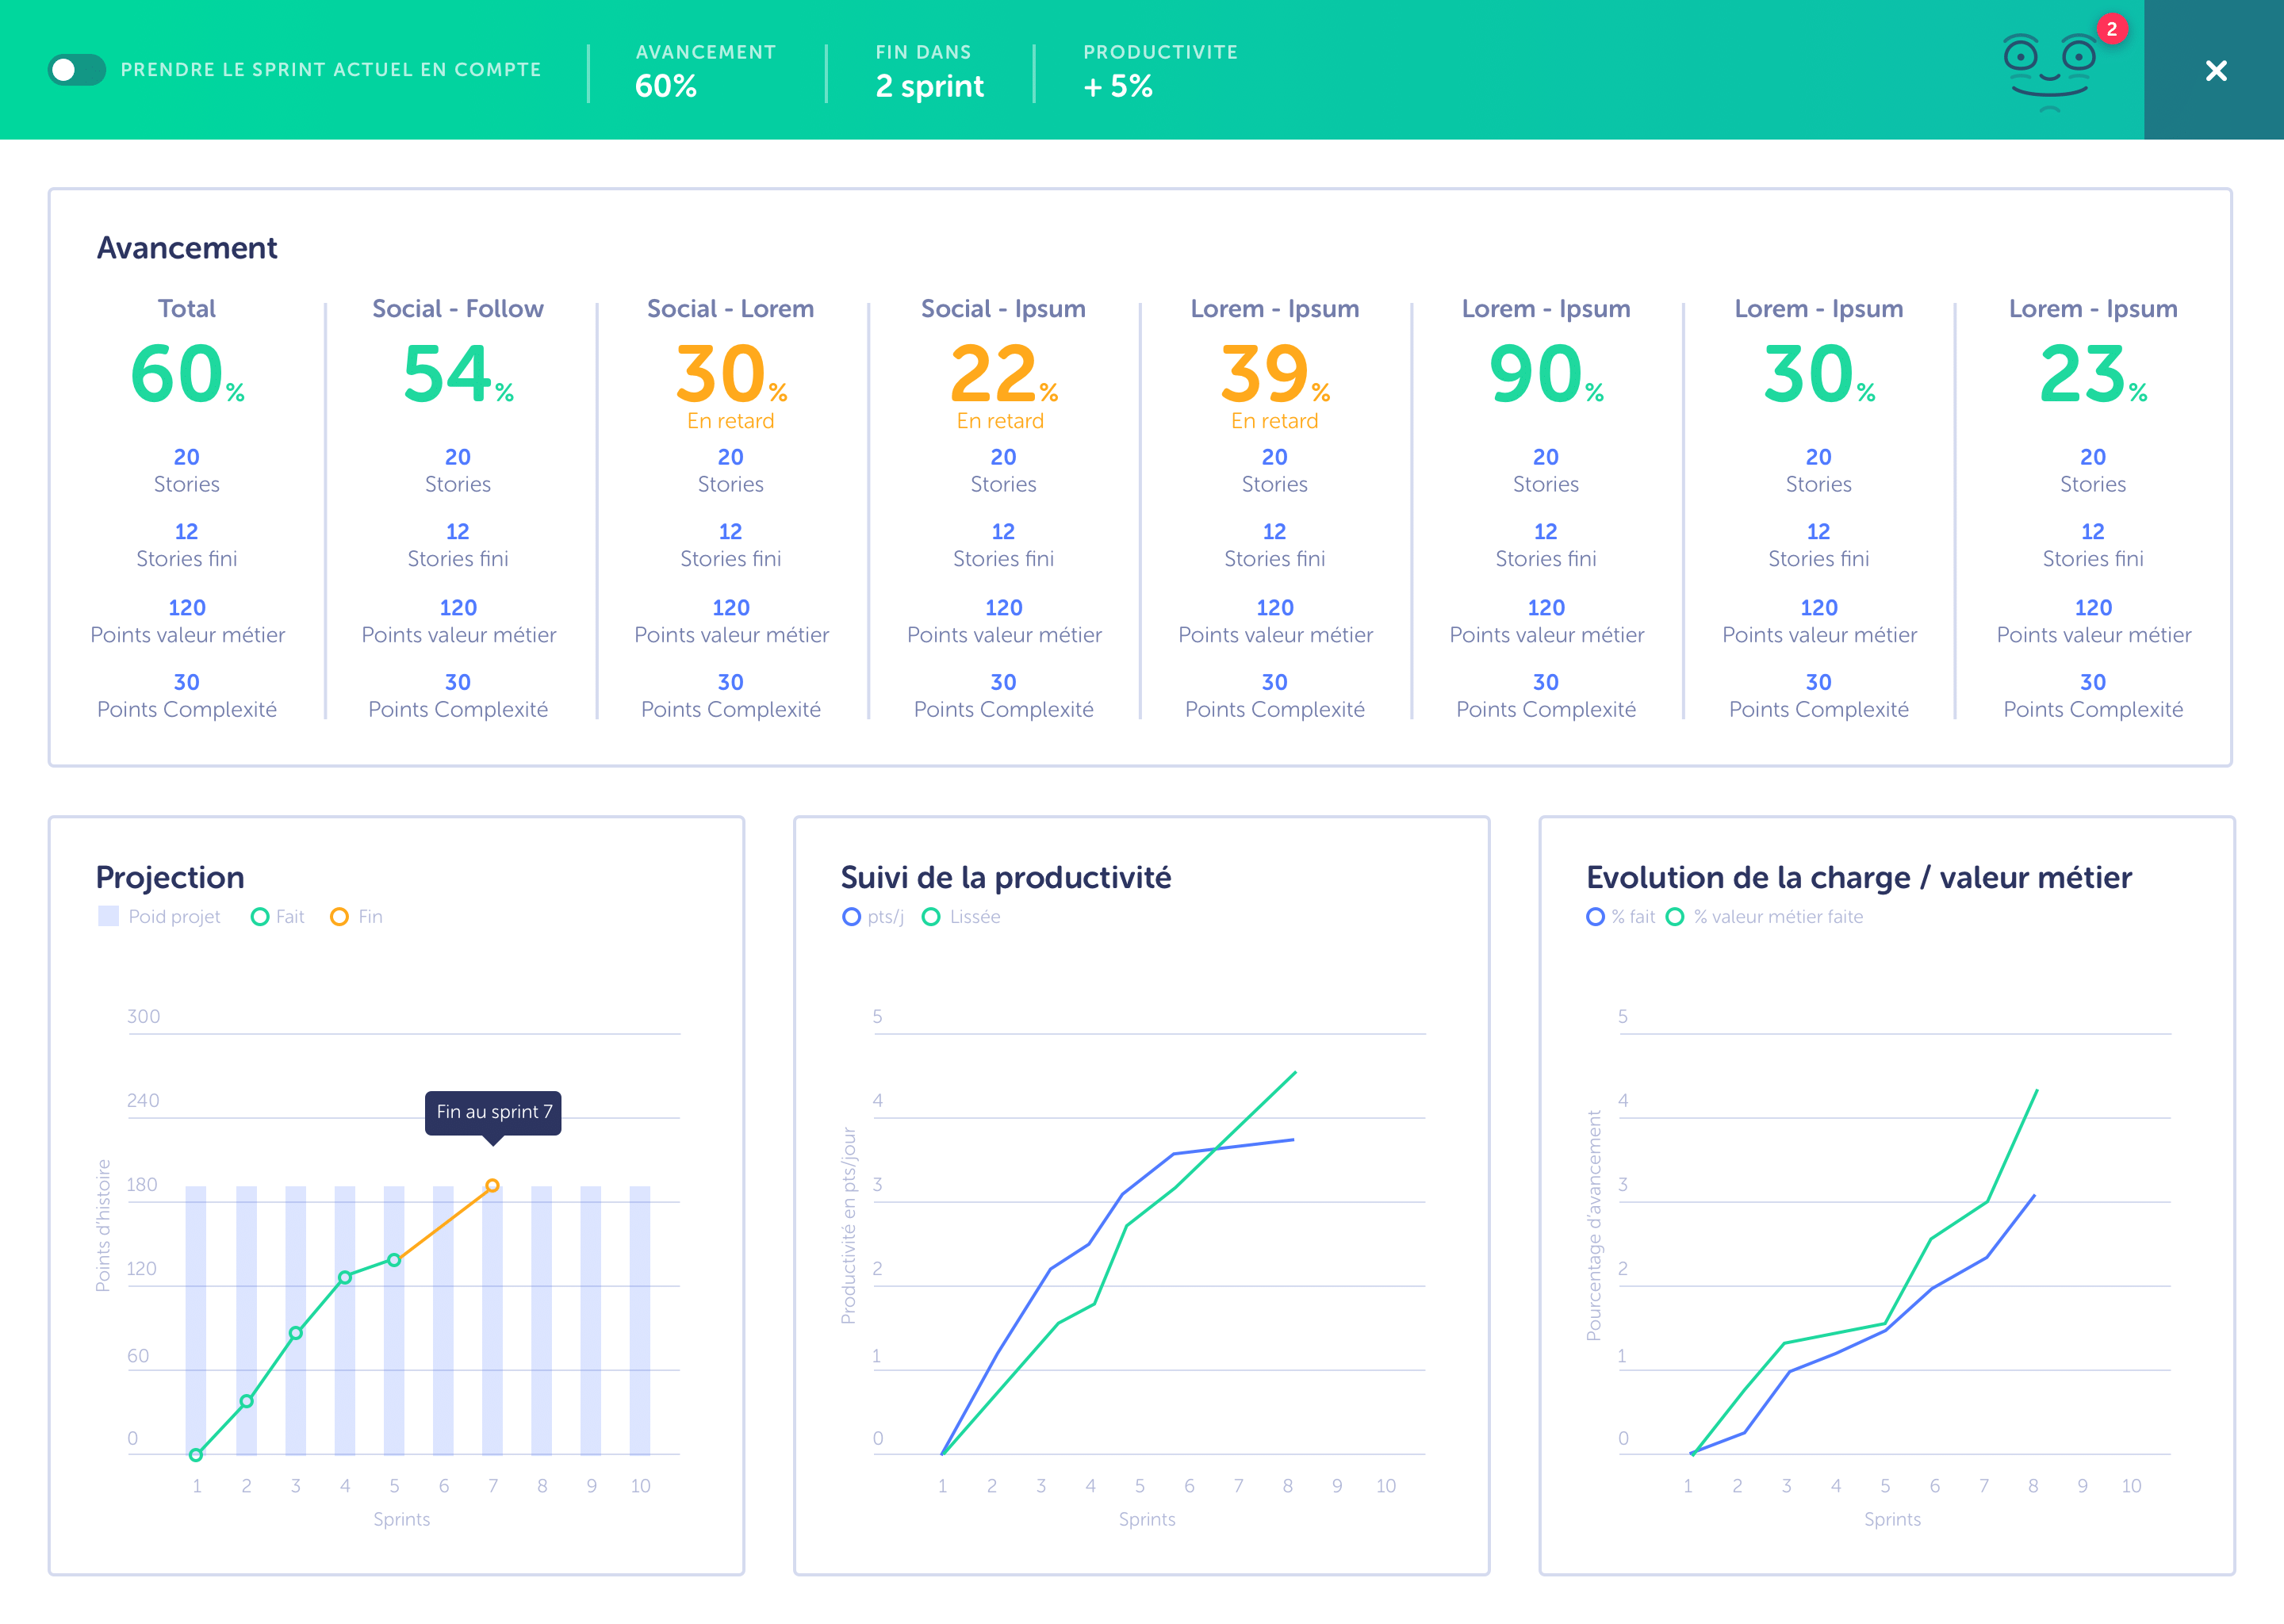 PRENDRE LE SPRINT ACTUEL EN COMPTE
AVANCEMENT
60%
FIN DANS
2 sprint
PRODUCTIVITE
+ 5%
2
Avancement
Total
60%
20
Stories
12
Stories fini
120
Points valeur métier
30
Points Complexité
Social - Follow
54%
20
Stories
12
Stories fini
120
Points valeur métier
30
Points Complexité
Social - Lorem
30%
En retard
20
Stories
12
Stories fini
120
Points valeur métier
30
Points Complexité
Social - Ipsum
22%
En retard
20
Stories
12
Stories fini
120
Points valeur métier
30
Points Complexité
Lorem - Ipsum
39%
En retard
20
Stories
12
Stories fini
120
Points valeur métier
30
Points Complexité
Lorem - Ipsum
90%
20
Stories
12
Stories fini
120
Points valeur métier
30
Points Complexité
Lorem - Ipsum
30%
20
Stories
12
Stories fini
120
Points valeur métier
30
Points Complexité
Lorem - Ipsum
23%
20
Stories
12
Stories fini
120
Points valeur métier
30
Points Complexité
Projection
Poid projet Fait Fin
Points d'histoire
300
240
180
120
60
0
Fin au sprint 7
1 2 3 4 5 6 7 8 9 10
Sprints
Suivi de la productivité
pts/j Lissée
Productivité en pts/jour
5
4
3
2
1
0
1 2 3 4 5 6 7 8 9 10
Sprints
Evolution de la charge / valeur métier
% fait % valeur métier faite
Pourcentage d'avancement
5
4
3
2
1
0
1 2 3 4 5 6 7 8 9 10
Sprints